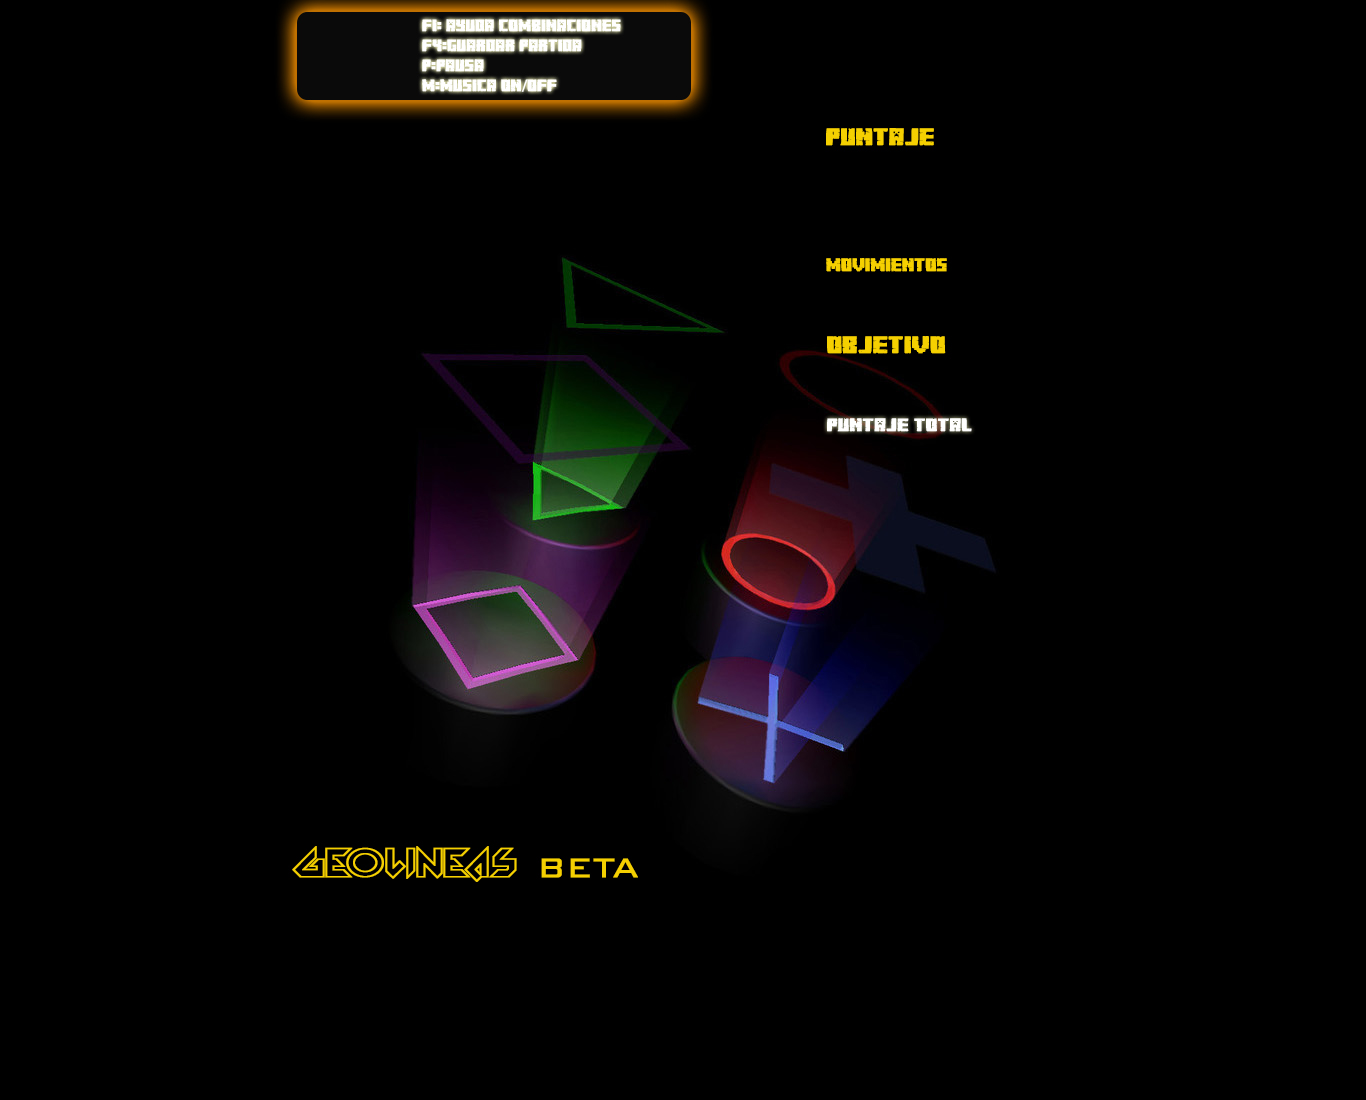 F1: AYUDA COMBINACIONES
F4:GUARDAR PARTIDA
P:PAUSA
M:MUSICA ON/OFF
PUNTAJE
MOVIMIENTOS
OBJETIVO
PUNTAJE TOTAL
GEOLINEAS BETA